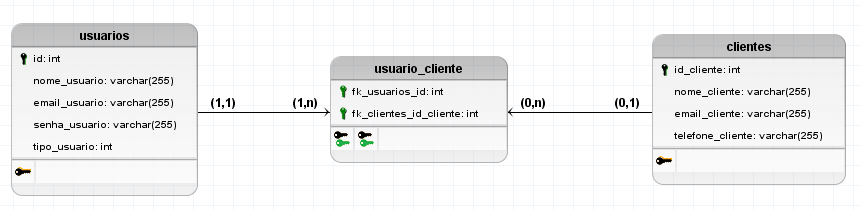 usuarios
id: int
nome_usuario: varchar(255)
email_usuario: varchar(255)
senha_usuario: varchar(255)
tipo_usuario: int
(1,1)
(1,n)
usuario_cliente
fk_usuarios_id: int
fk_clientes_id_cliente: int
(0,n)
(0,1)
clientes
id_cliente: int
nome_cliente: varchar(255)
email_cliente: varchar(255)
telefone_cliente: varchar(255)